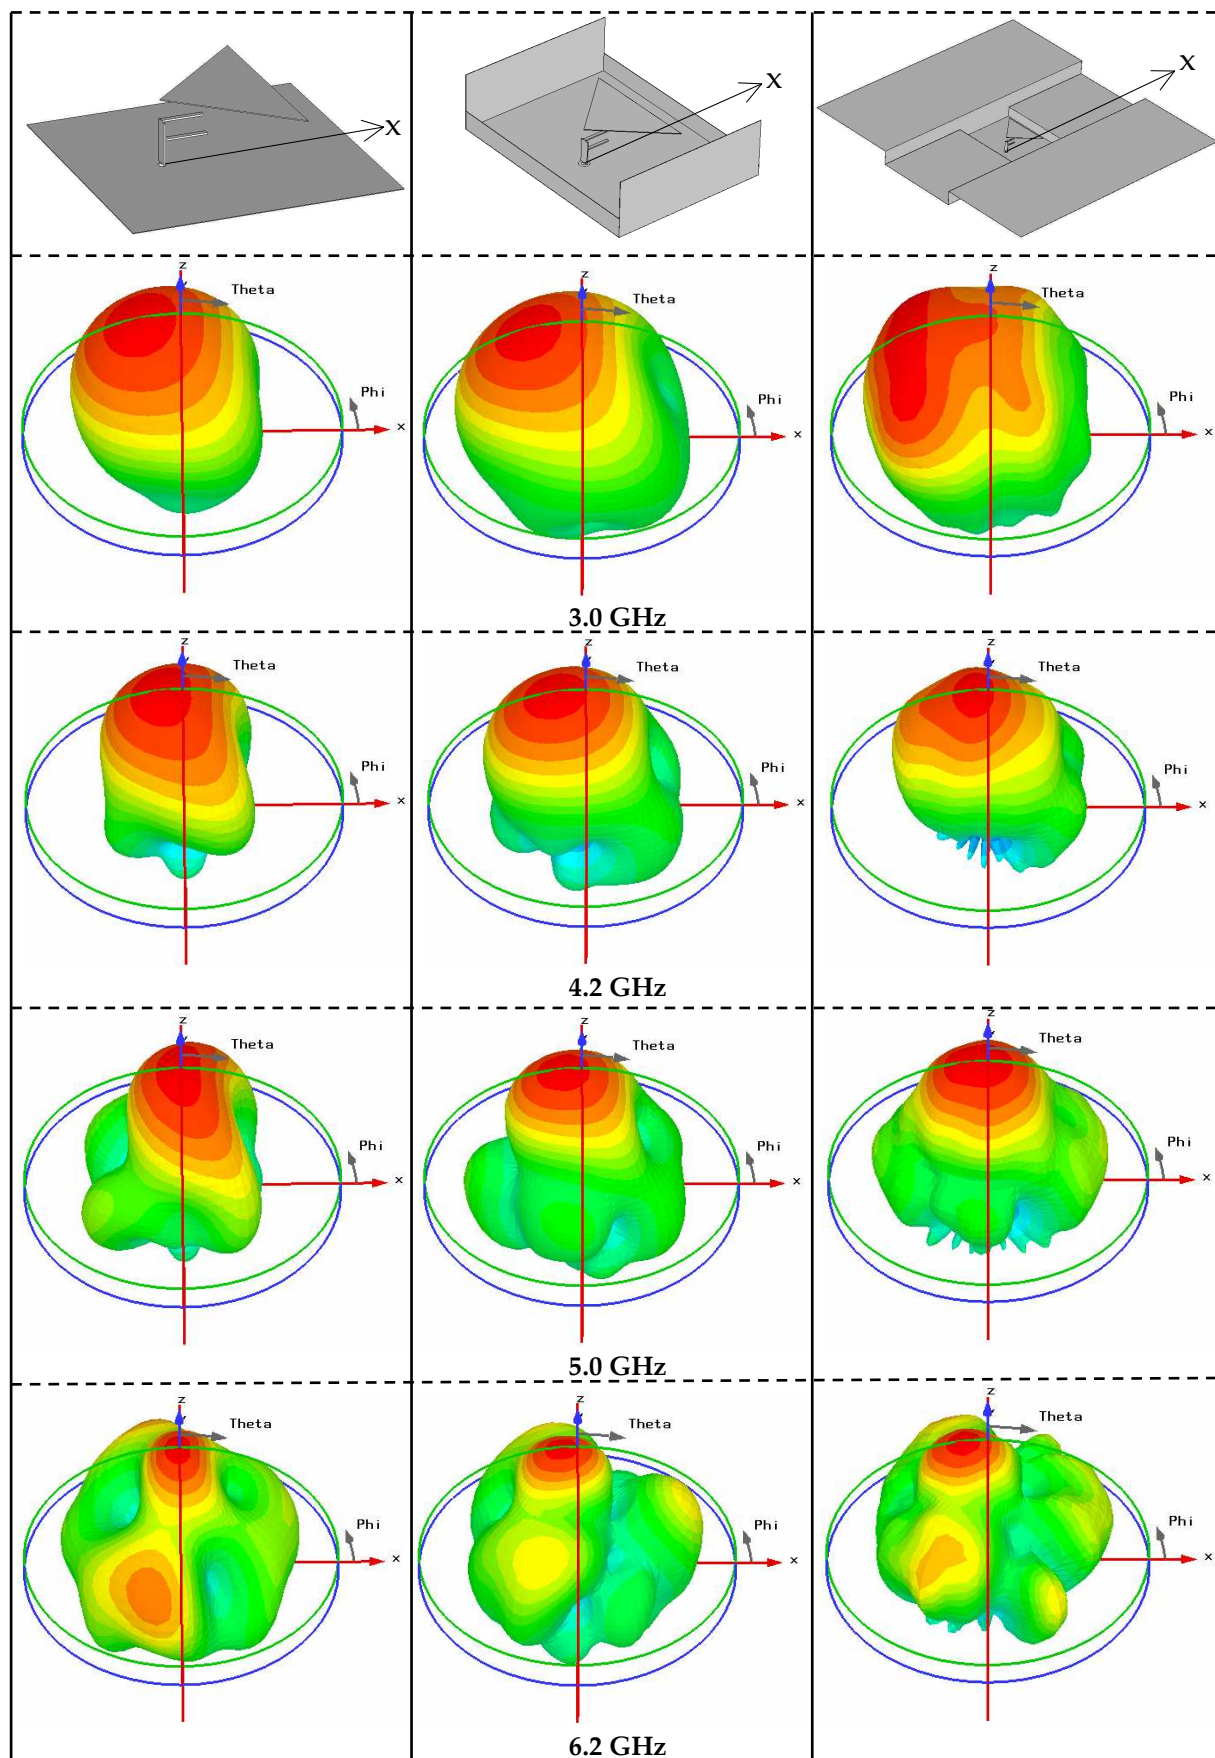 X
X
X
z
Theta
Phi
x
z
Theta
Phi
x
z
Theta
Phi
x
3.0 GHz
z
Theta
Phi
x
z
Theta
Phi
x
z
Theta
Phi
x
4.2 GHz
z
Theta
Phi
x
z
Theta
Phi
x
z
Theta
Phi
x
5.0 GHz
z
Theta
Phi
x
z
Theta
Phi
x
z
Theta
Phi
x
6.2 GHz